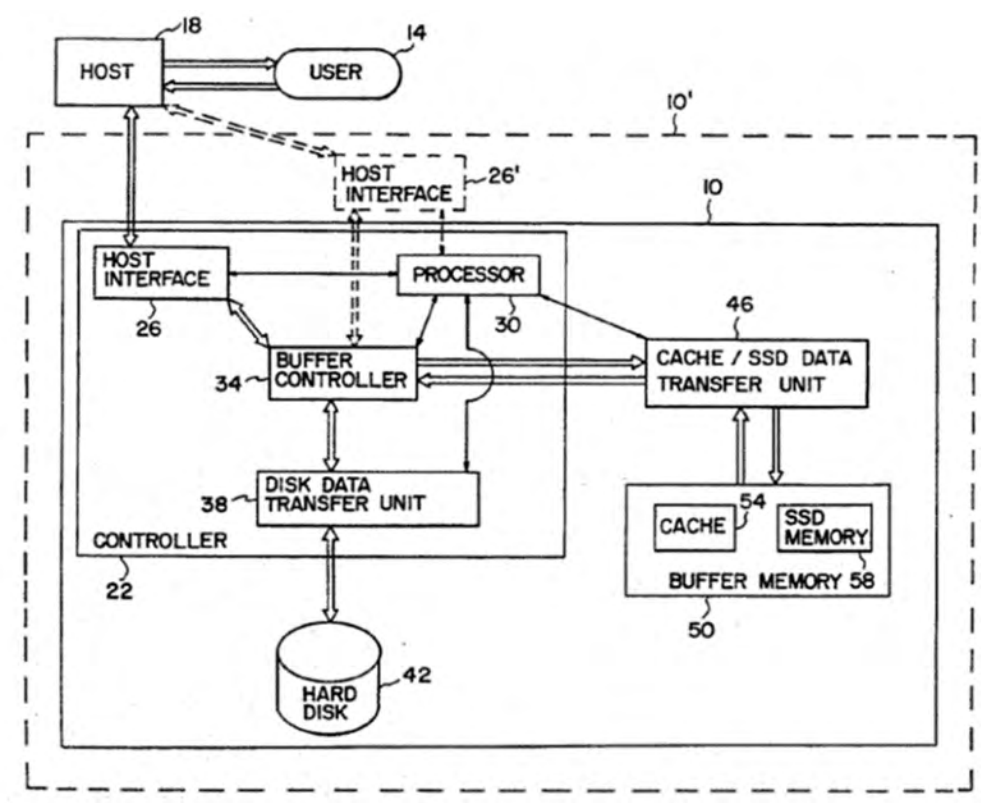 18
HOST
14
USER
10'
HOST
INTERFACE
26'
10
HOST
INTERFACE
26
PROCESSOR
30
46
CACHE / SSD DATA
TRANSFER UNIT
BUFFER
CONTROLLER
34
DISK DATA
TRANSFER UNIT
38
CONTROLLER
22
CACHE
54
SSD
MEMORY
BUFFER MEMORY 58
50
HARD
DISK
42